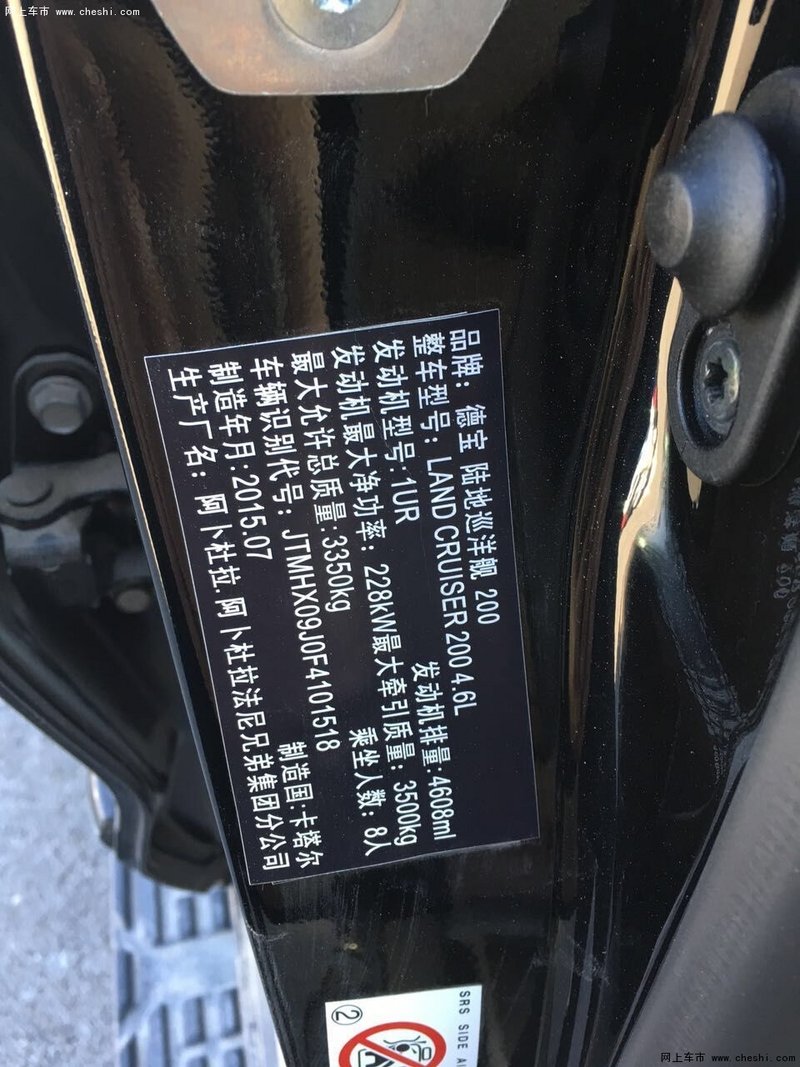 网上车市 www.cheshi.com
品牌: 德宝 陆地巡洋舰 200
整车型号: LAND CRUISER 200 4.6L
发动机型号:1UR 发动机排量:4608ml
发动机最大净功率: 228kW最大牵引质量: 3500kg
最大允许总质量:3350kg 乘坐人数: 8人
车辆识别代号: JTMHX09J0F4101518
制造年月:2015.07 制造国:卡塔尔
生产厂名: 阿卜杜拉.阿卜杜拉法尼兄弟集团分公司
SRS SIDE
2
网上车市 www.cheshi.com